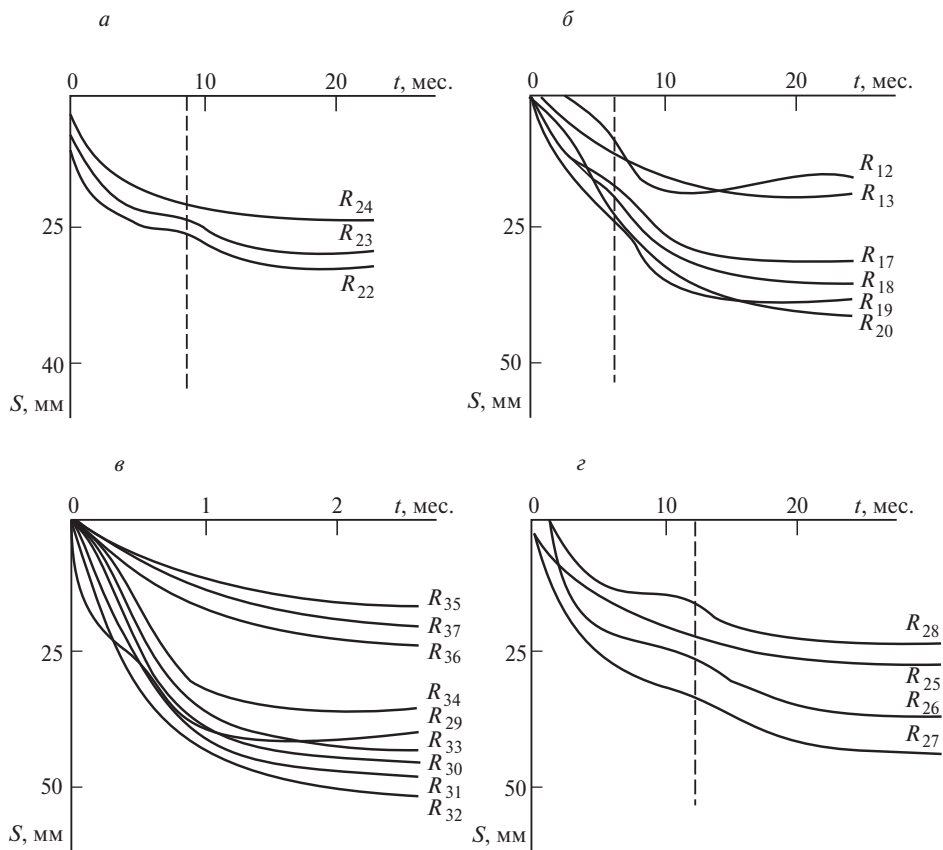 а
0 10 20 t, мес.
R24
25
R23
R22
40
S, мм
б
0 10 20 t, мес.
R12
R13
25
R17
R18
R19
R20
50
S, мм
в
0 1 2 t, мес.
R35
R37
25
R36
R34
R29
R33
R30
50
R31
R32
S, мм
г
0 10 20 t, мес.
R28
25
R25
R26
R27
50
S, мм